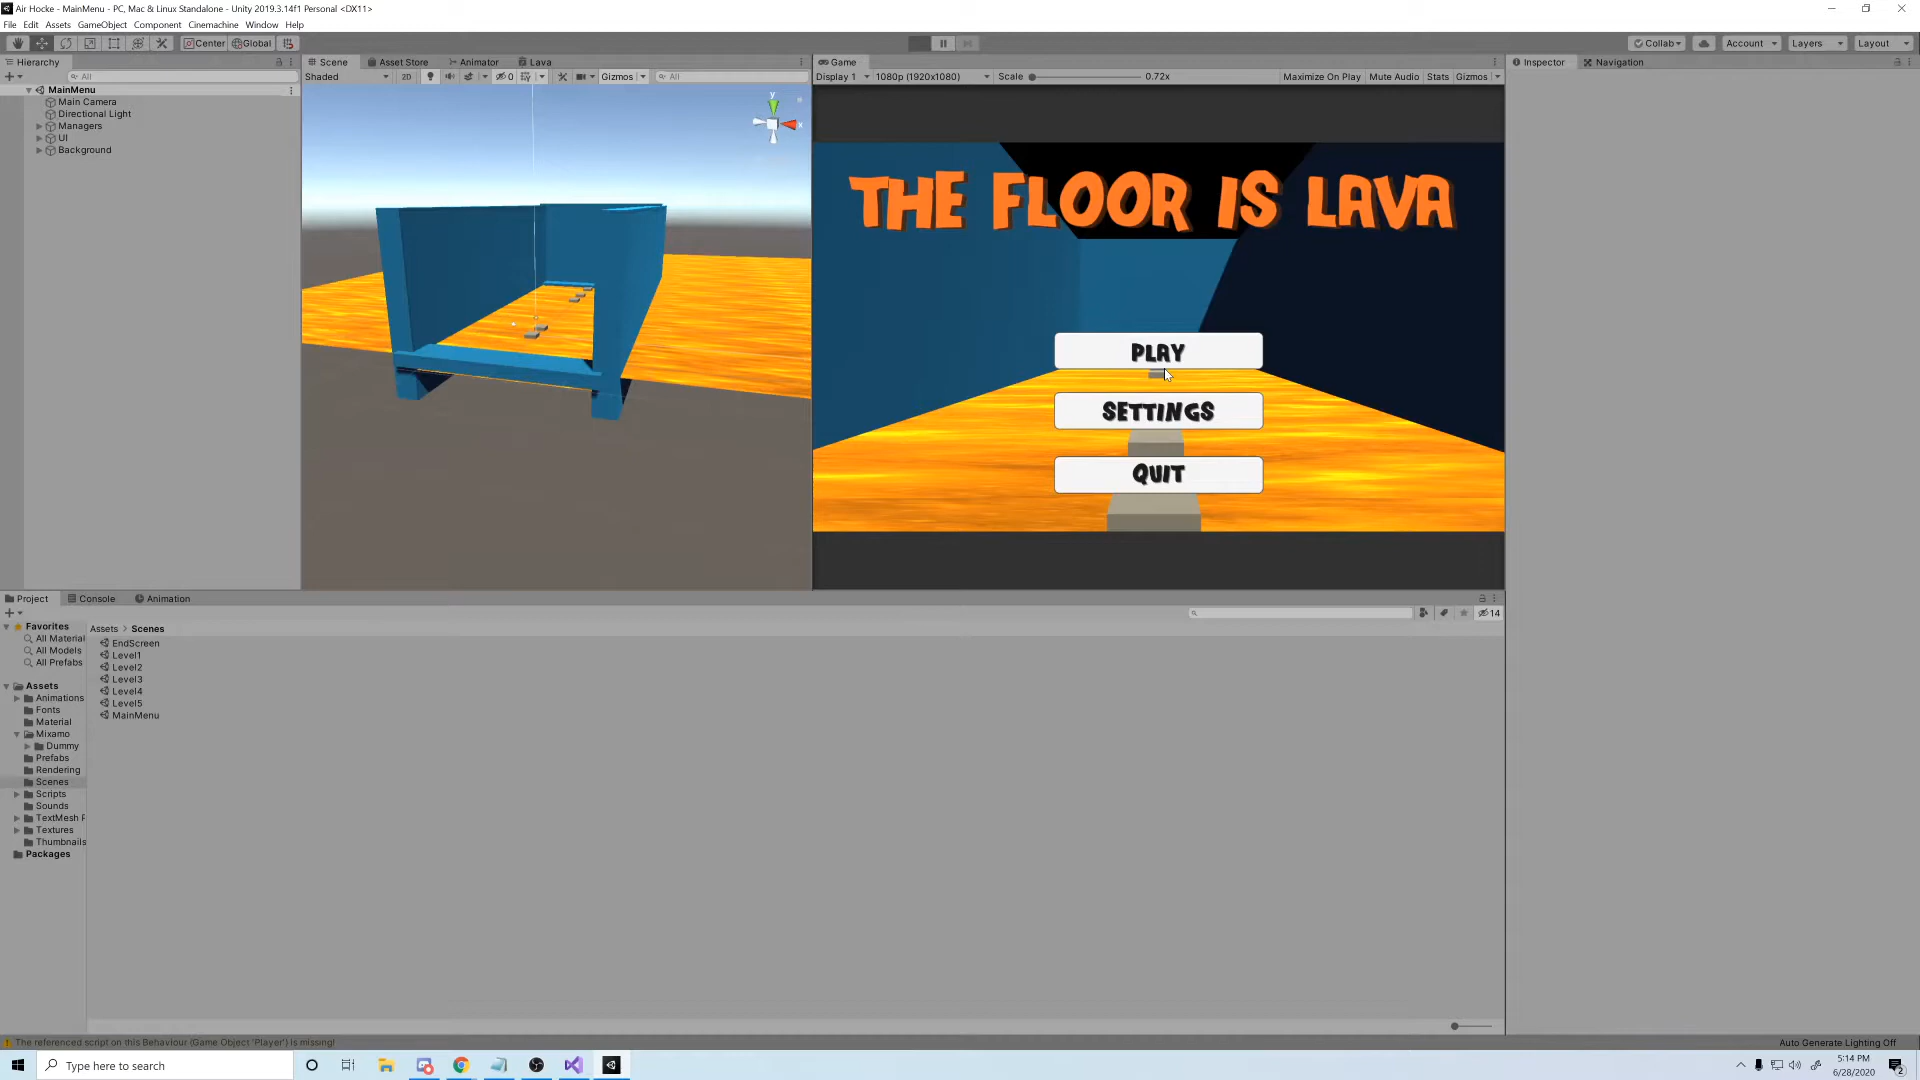 Air Hocke - MainMenu - PC, Mac & Linux Standalone - Unity 2019.3.14f1 Personal <DX11>
File Edit Assets GameObject Component Cinemachine Window Help
Center Global
Collab Account Layers Layout
Hierarchy
All
MainMenu
Main Camera
Directional Light
Managers
UI
Background
Scene Asset Store Animator Lava
Shaded 2D 0 Gizmos All
y
x
Game
Display 1 1080p (1920x1080) Scale 0.72x Maximize On Play Mute Audio Stats Gizmos
THE FLOOR IS LAVA
PLAY
SETTINGS
QUIT
Inspector Navigation
Project Console Animation
14
Favorites
All Material
All Models
All Prefabs
Assets
Animations
Fonts
Material
Mixamo
Dummy
Prefabs
Rendering
Scenes
Scripts
Sounds
TextMesh P
Textures
Thumbnails
Packages
Assets > Scenes
EndScreen
Level1
Level2
Level3
Level4
Level5
MainMenu
The referenced script on this Behaviour (Game Object 'Player') is missing!
Auto Generate Lighting Off
Type here to search
5:14 PM
6/28/2020
2